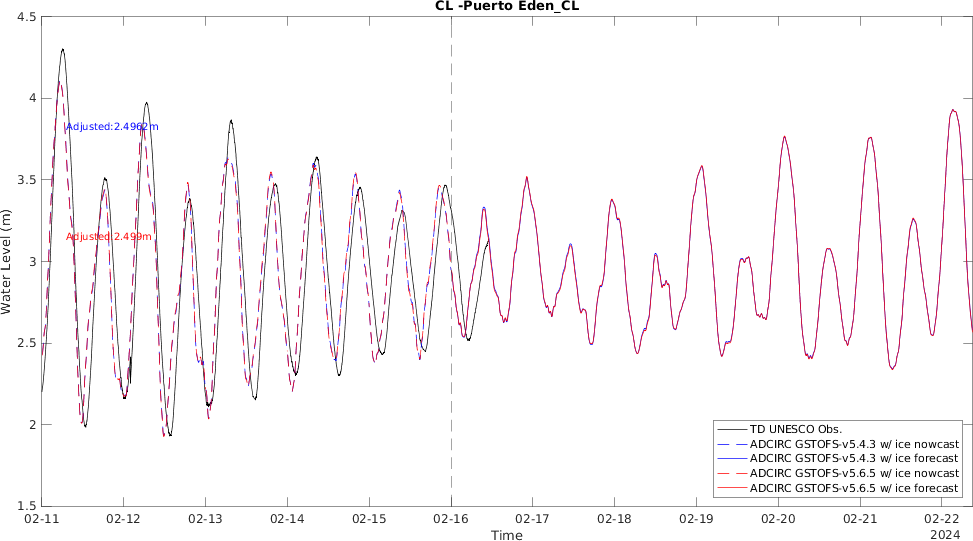 CL -Puerto Eden_CL
4.5
4
3.5
3
2.5
2
1.5
Water Level (m)
Adjusted:2.4962m
Adjusted:2.499m
TD UNESCO Obs.
ADCIRC GSTOFS-v5.4.3 w/ ice nowcast
ADCIRC GSTOFS-v5.4.3 w/ ice forecast
ADCIRC GSTOFS-v5.6.5 w/ ice nowcast
ADCIRC GSTOFS-v5.6.5 w/ ice forecast
02-11 02-12 02-13 02-14 02-15 02-16 02-17 02-18 02-19 02-20 02-21 02-22
Time
2024